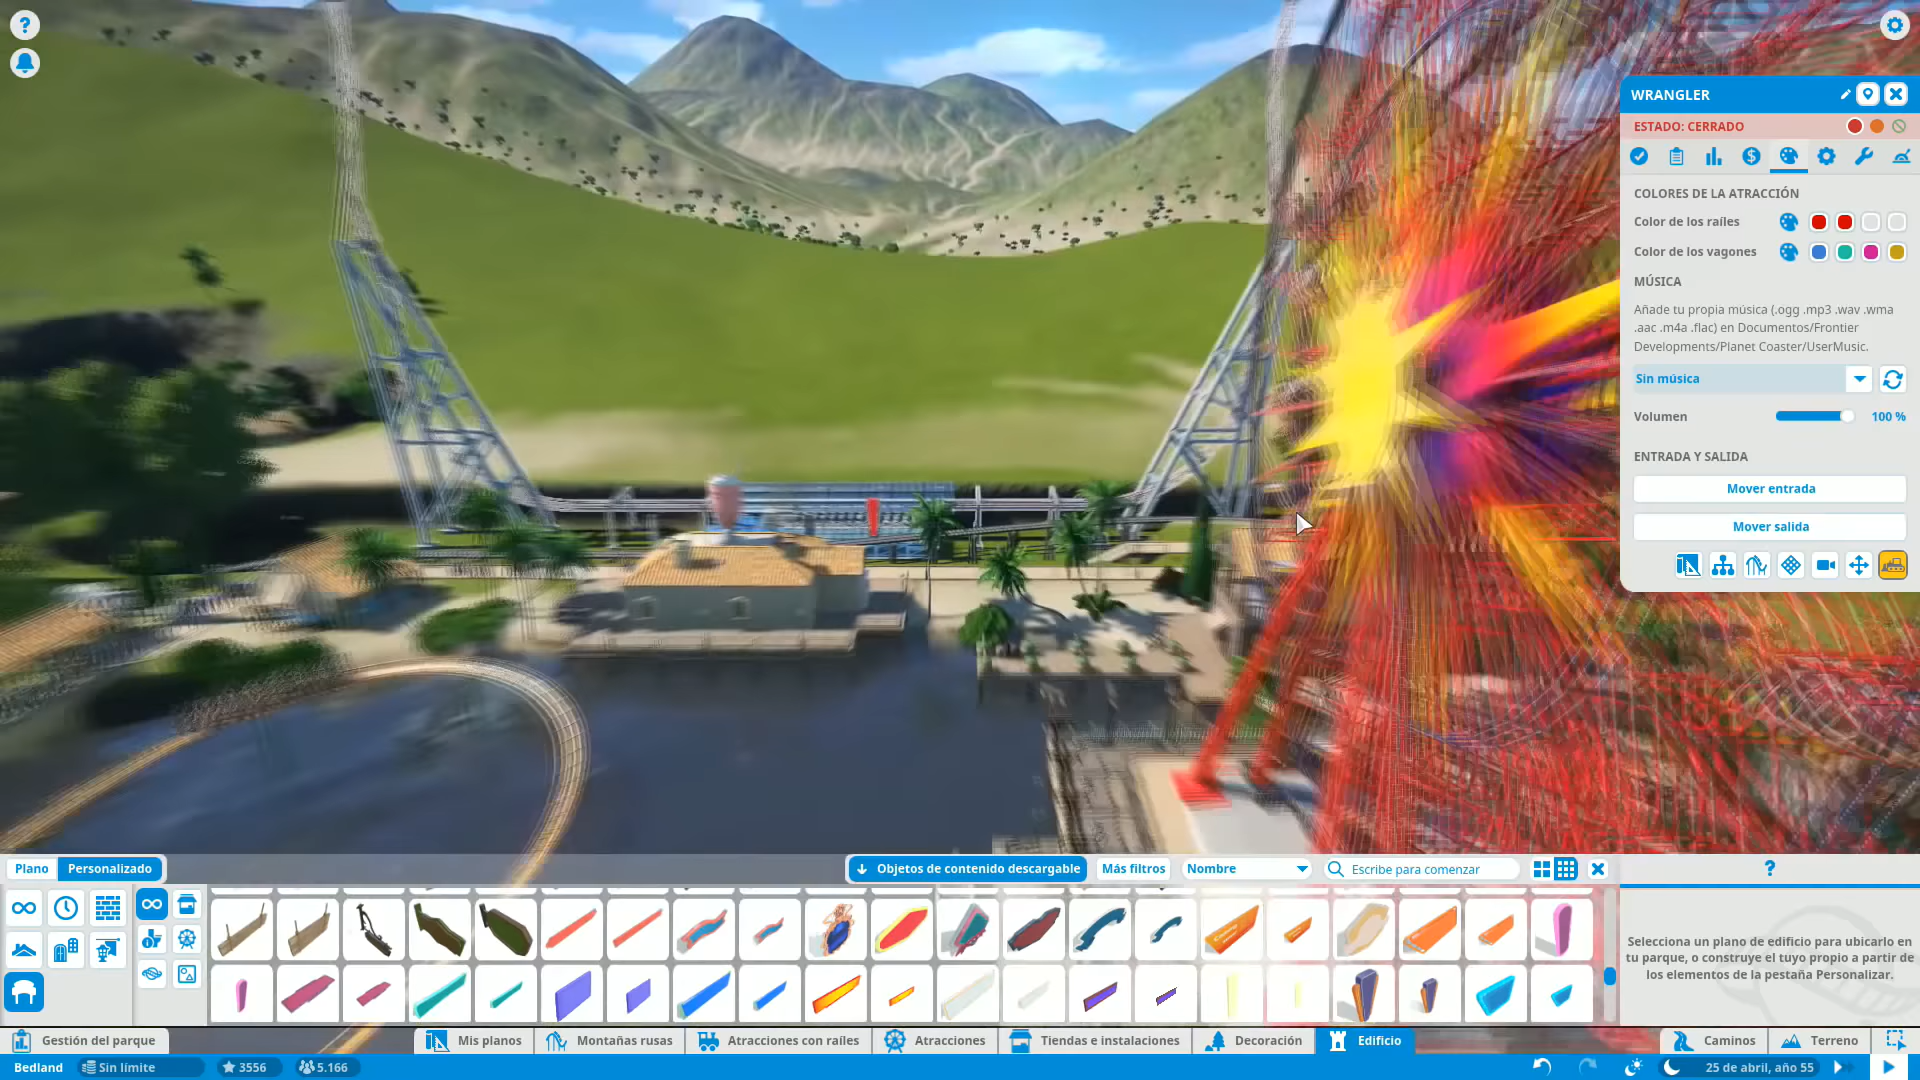 WRANGLER
ESTADO: CERRADO
COLORES DE LA ATRACCIÓN
Color de los raíles
Color de los vagones
MÚSICA
Añade tu propia música (.ogg .mp3 .wav .wma
.aac .m4a .flac) en Documentos/Frontier
Developments/Planet Coaster/UserMusic.
Sin música
Volumen 100 %
ENTRADA Y SALIDA
Mover entrada
Mover salida
Plano Personalizado
Objetos de contenido descargable Más filtros Nombre Escribe para comenzar
?
Selecciona un plano de edificio para ubicarlo en
tu parque, o construye el tuyo propio a partir de
los elementos de la pestaña Personalizar.
Gestión del parque Mis planos Montañas rusas Atracciones con raíles Atracciones Tiendas e instalaciones Decoración Edificio Caminos Terreno
Bedland Sin límite 3556 5.166 25 de abril, año 55